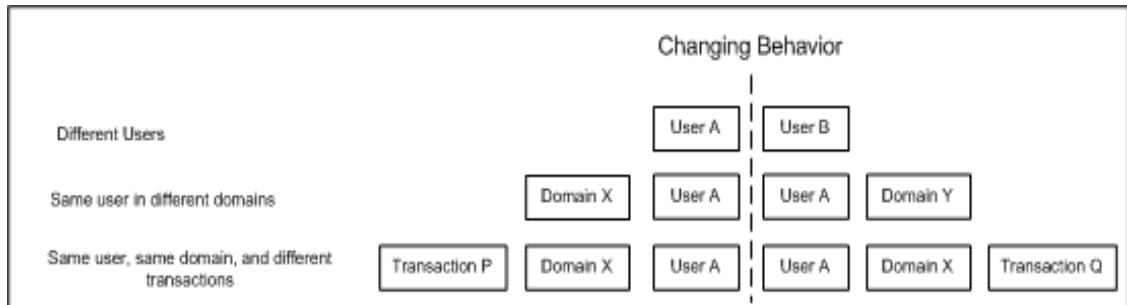 Changing Behavior
Different Users
User A
User B
Same user in different domains
Domain X
User A
User A
Domain Y
Same user, same domain, and different
transactions
Transaction P
Domain X
User A
User A
Domain X
Transaction Q